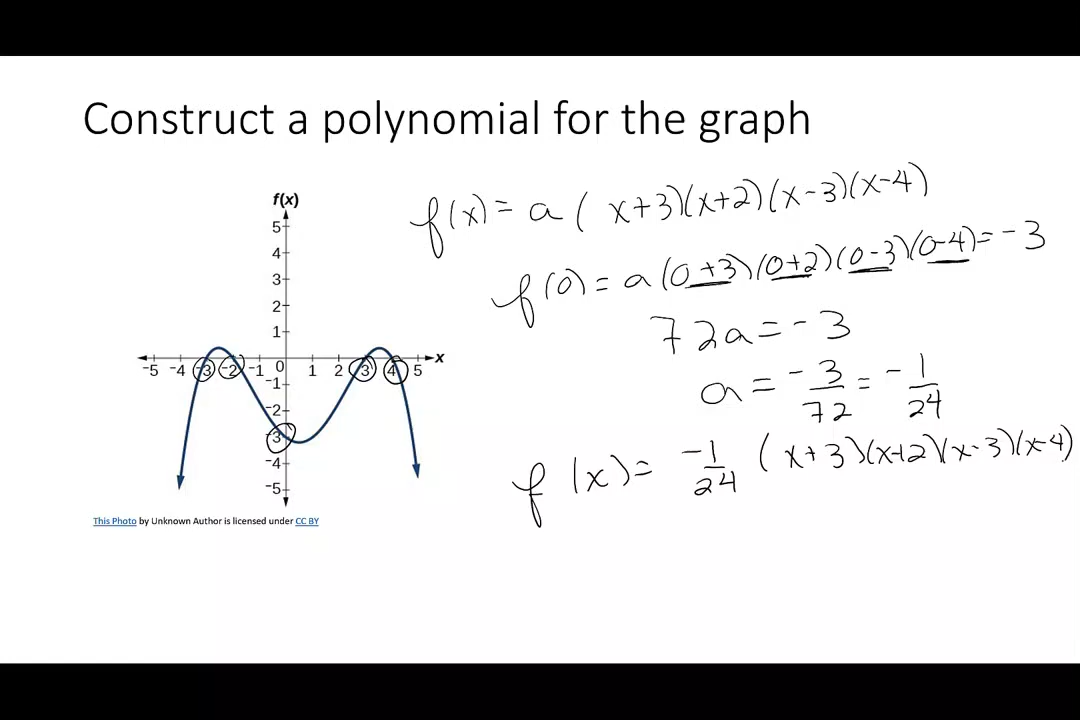 Construct a polynomial for the graph
f(x)
5
4
3
2
1
-5 -4 -3 -2 -1 0 1 2 3 4 5 x
-1
-2
-3
-4
-5
This Photo by Unknown Author is licensed under CC BY
f(x) = a(x+3)(x+2)(x-3)(x-4)
f(0) = a(0+3)(0+2)(0-3)(0-4) = -3
72a = -3
a = -3/72 = -1/24
f(x) = -1/24 (x+3)(x+2)(x-3)(x-4)